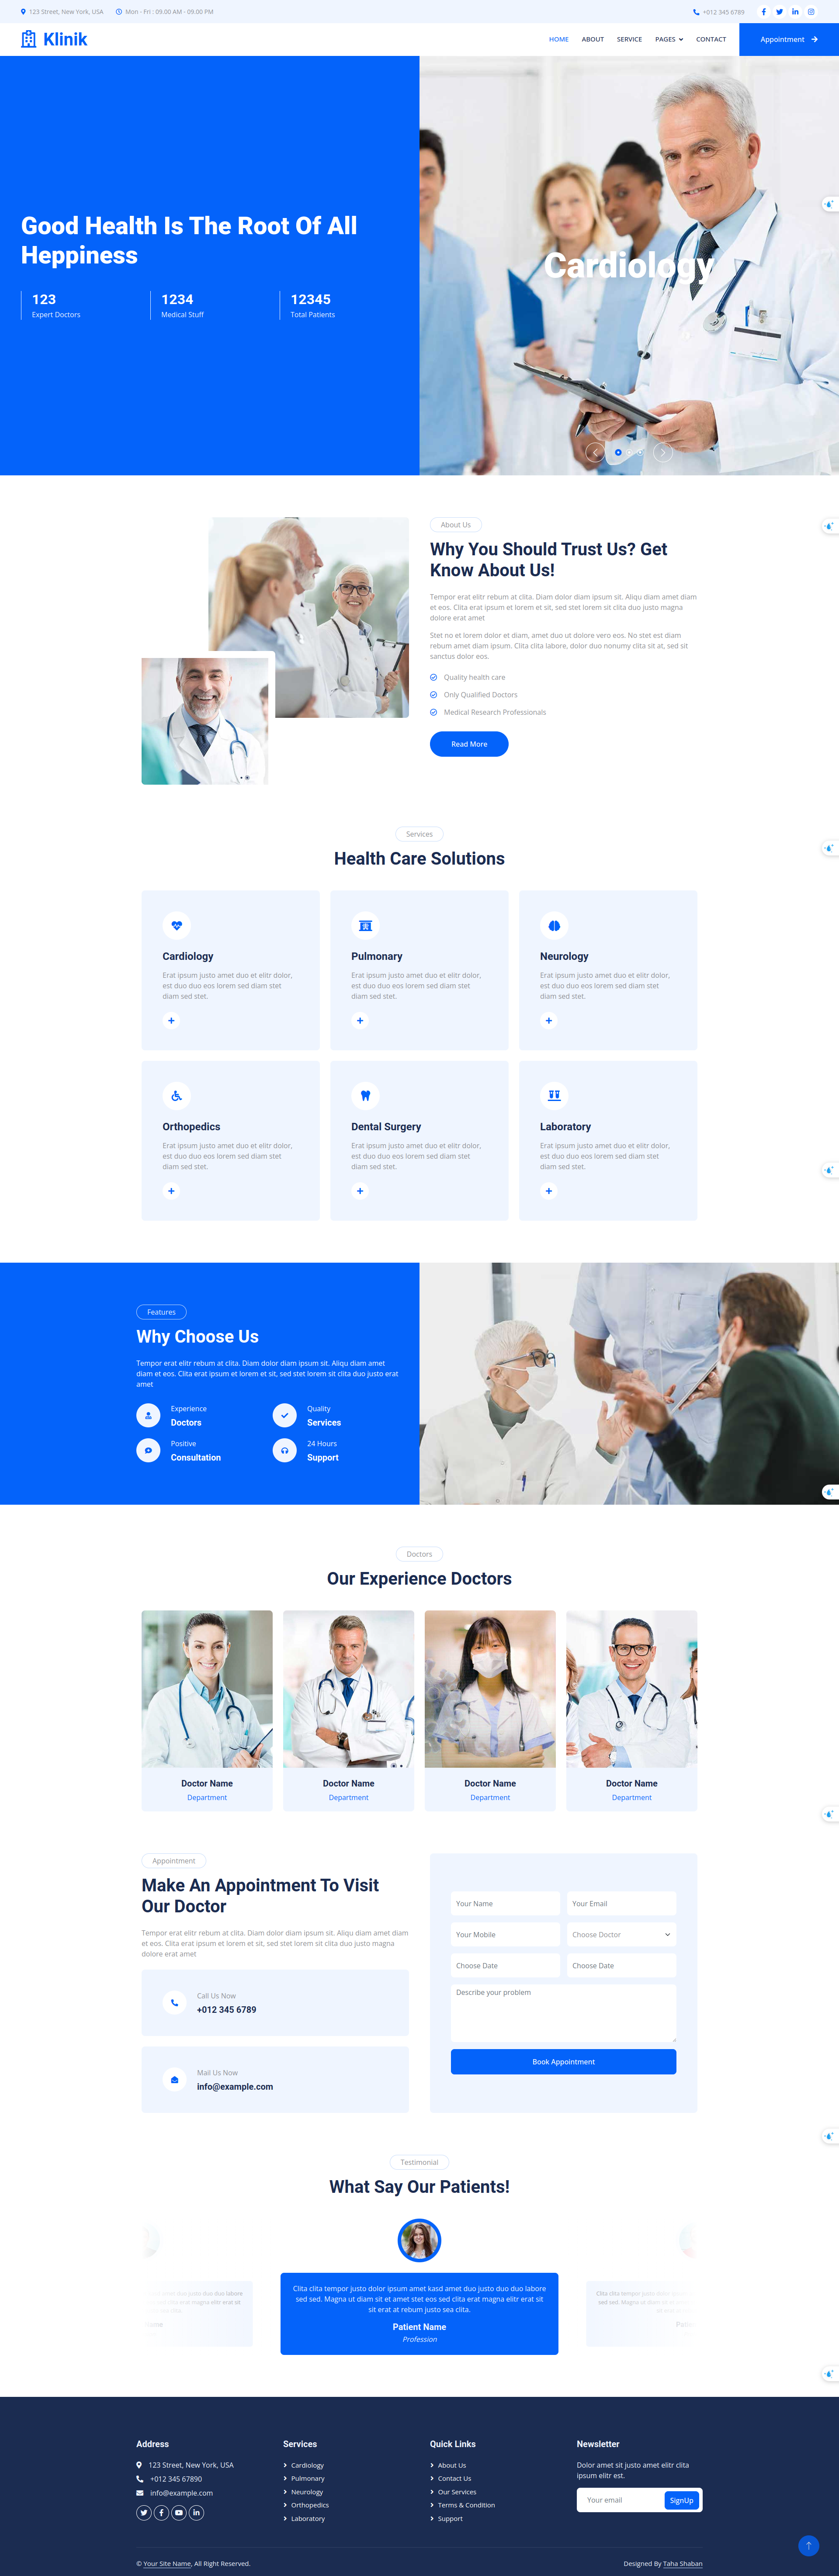 123 Street, New York, USA Mon - Fri : 09.00 AM - 09.00 PM +012 345 6789
Klinik HOME ABOUT SERVICE PAGES CONTACT Appointment
Good Health Is The Root Of All
Heppiness
123 1234 12345
Expert Doctors Medical Stuff Total Patients
Cardiology
About Us
Why You Should Trust Us? Get
Know About Us!
Tempor erat elitr rebum at clita. Diam dolor diam ipsum sit. Aliqu diam amet diam
et eos. Clita erat ipsum et lorem et sit, sed stet lorem sit clita duo justo magna
dolore erat amet
Stet no et lorem dolor et diam, amet duo ut dolore vero eos. No stet est diam
rebum amet diam ipsum. Clita clita labore, dolor duo nonumy clita sit at, sed sit
sanctus dolor eos.
Quality health care
Only Qualified Doctors
Medical Research Professionals
Read More
Services
Health Care Solutions
Cardiology
Erat ipsum justo amet duo et elitr dolor,
est duo duo eos lorem sed diam stet
diam sed stet.
Pulmonary
Erat ipsum justo amet duo et elitr dolor,
est duo duo eos lorem sed diam stet
diam sed stet.
Neurology
Erat ipsum justo amet duo et elitr dolor,
est duo duo eos lorem sed diam stet
diam sed stet.
Orthopedics
Erat ipsum justo amet duo et elitr dolor,
est duo duo eos lorem sed diam stet
diam sed stet.
Dental Surgery
Erat ipsum justo amet duo et elitr dolor,
est duo duo eos lorem sed diam stet
diam sed stet.
Laboratory
Erat ipsum justo amet duo et elitr dolor,
est duo duo eos lorem sed diam stet
diam sed stet.
Features
Why Choose Us
Tempor erat elitr rebum at clita. Diam dolor diam ipsum sit. Aliqu diam amet
diam et eos. Clita erat ipsum et lorem et sit, sed stet lorem sit clita duo justo erat
amet
Experience
Doctors
Quality
Services
Positive
Consultation
24 Hours
Support
Doctors
Our Experience Doctors
Doctor Name Doctor Name Doctor Name Doctor Name
Department Department Department Department
Appointment
Make An Appointment To Visit
Our Doctor
Tempor erat elitr rebum at clita. Diam dolor diam ipsum sit. Aliqu diam amet diam
et eos. Clita erat ipsum et lorem et sit, sed stet lorem sit clita duo justo magna
dolore erat amet
Call Us Now
+012 345 6789
Mail Us Now
info@example.com
Your Name Your Email
Your Mobile Choose Doctor
Choose Date Choose Date
Describe your problem
Book Appointment
Testimonial
What Say Our Patients!
Clita clita tempor justo dolor ipsum amet kasd amet duo justo duo duo labore
sed sed. Magna ut diam sit et amet stet eos sed clita erat magna elitr erat sit
sit erat at rebum justo sea clita.
Patient Name
Profession
Address
123 Street, New York, USA
+012 345 67890
info@example.com
Services
Cardiology
Pulmonary
Neurology
Orthopedics
Laboratory
Quick Links
About Us
Contact Us
Our Services
Terms & Condition
Support
Newsletter
Dolor amet sit justo amet elitr clita
ipsum elitr est.
Your email SignUp
© Your Site Name, All Right Reserved. Designed By Taha Shaban